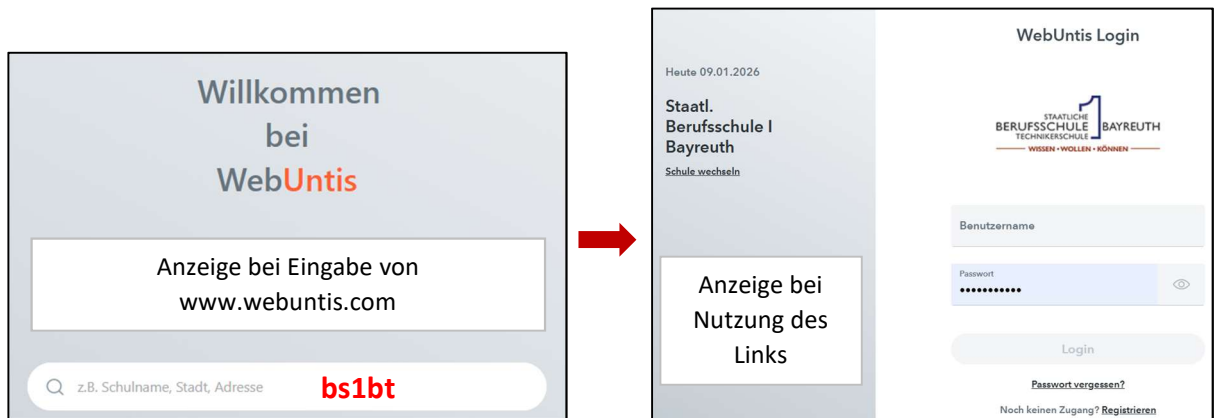 Willkommen
bei
WebUntis
Anzeige bei Eingabe von
www.webuntis.com
z.B. Schulname, Stadt, Adresse bs1bt
Heute 09.01.2026
Staatl.
Berufsschule I
Bayreuth
Schule wechseln
Anzeige bei
Nutzung des
Links
WebUntis Login
STAATLICHE
BERUFSSCHULE 1 BAYREUTH
TECHNIKERSCHULE
WISSEN • WOLLEN • KÖNNEN
Benutzername
Passwort
•••••••••••
Login
Passwort vergessen?
Noch keinen Zugang? Registrieren